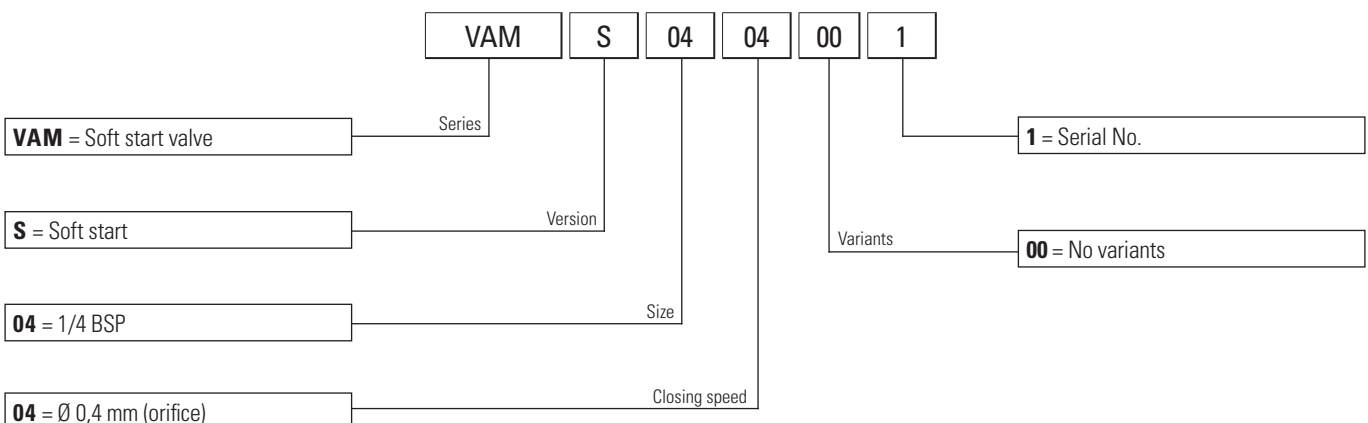 VAM S 04 04 00 1
Series
VAM = Soft start valve
1 = Serial No.
Version
S = Soft start
Variants
00 = No variants
Size
04 = 1/4 BSP
Closing speed
04 = Ø 0,4 mm (orifice)